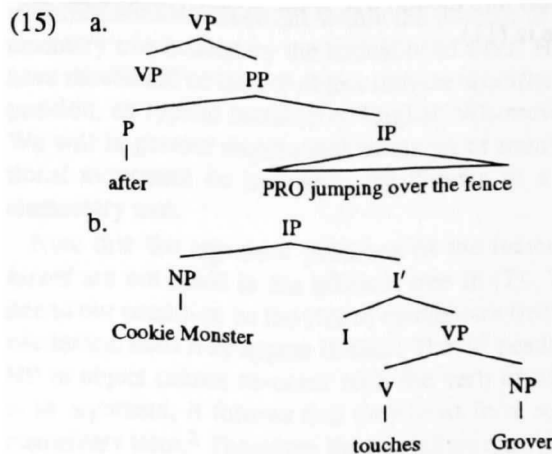 (15) a. VP
VP PP
P IP
after PRO jumping over the fence
b. IP
NP I'
Cookie Monster I VP
V NP
touches Grover